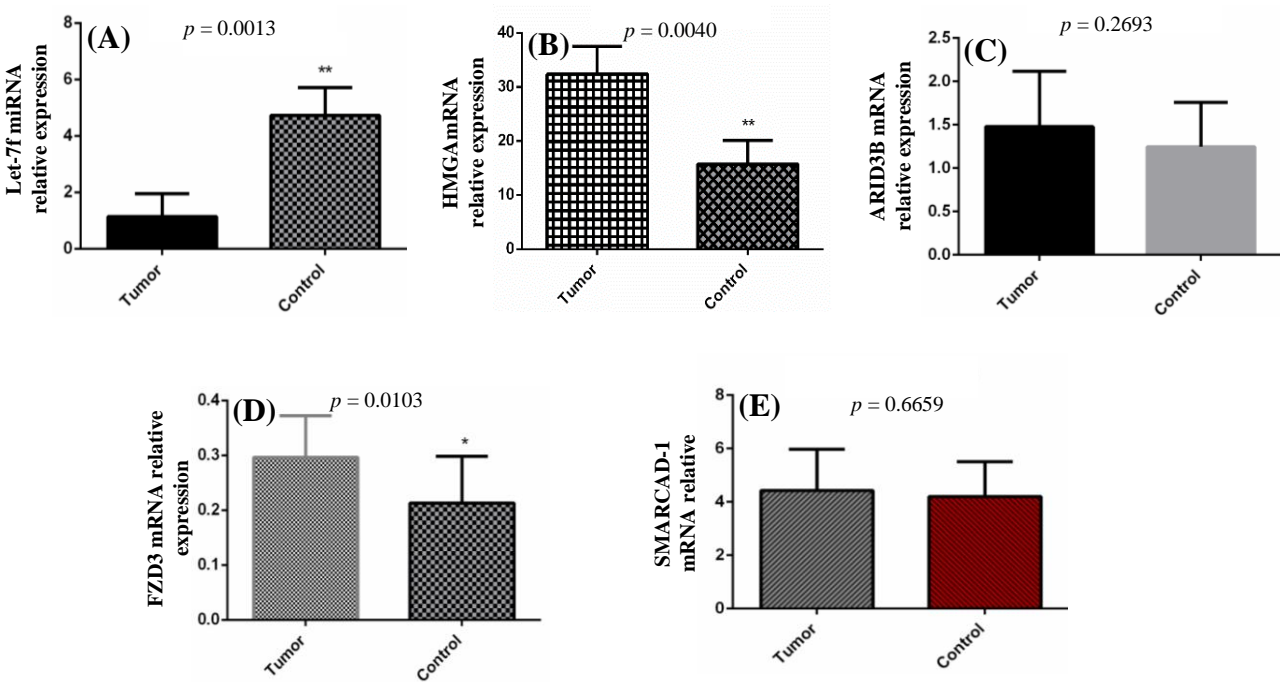 (A)
p = 0.0013
**
Let-7f miRNA
relative expression
8
6
4
2
0
Tumor
Control
(B)
p = 0.0040
**
HMGAmRNA
relative expression
40
30
20
10
0
Tumor
Control
(C)
p = 0.2693
ARID3B mRNA
relative expression
2.5
2.0
1.5
1.0
0.5
0.0
Tumor
Control
(D)
p = 0.0103
*
FZD3 mRNA relative
expression
0.4
0.3
0.2
0.1
0.0
Tumor
Control
(E)
p = 0.6659
SMARCAD-1
mRNA relative
8
6
4
2
0
Tumor
Control